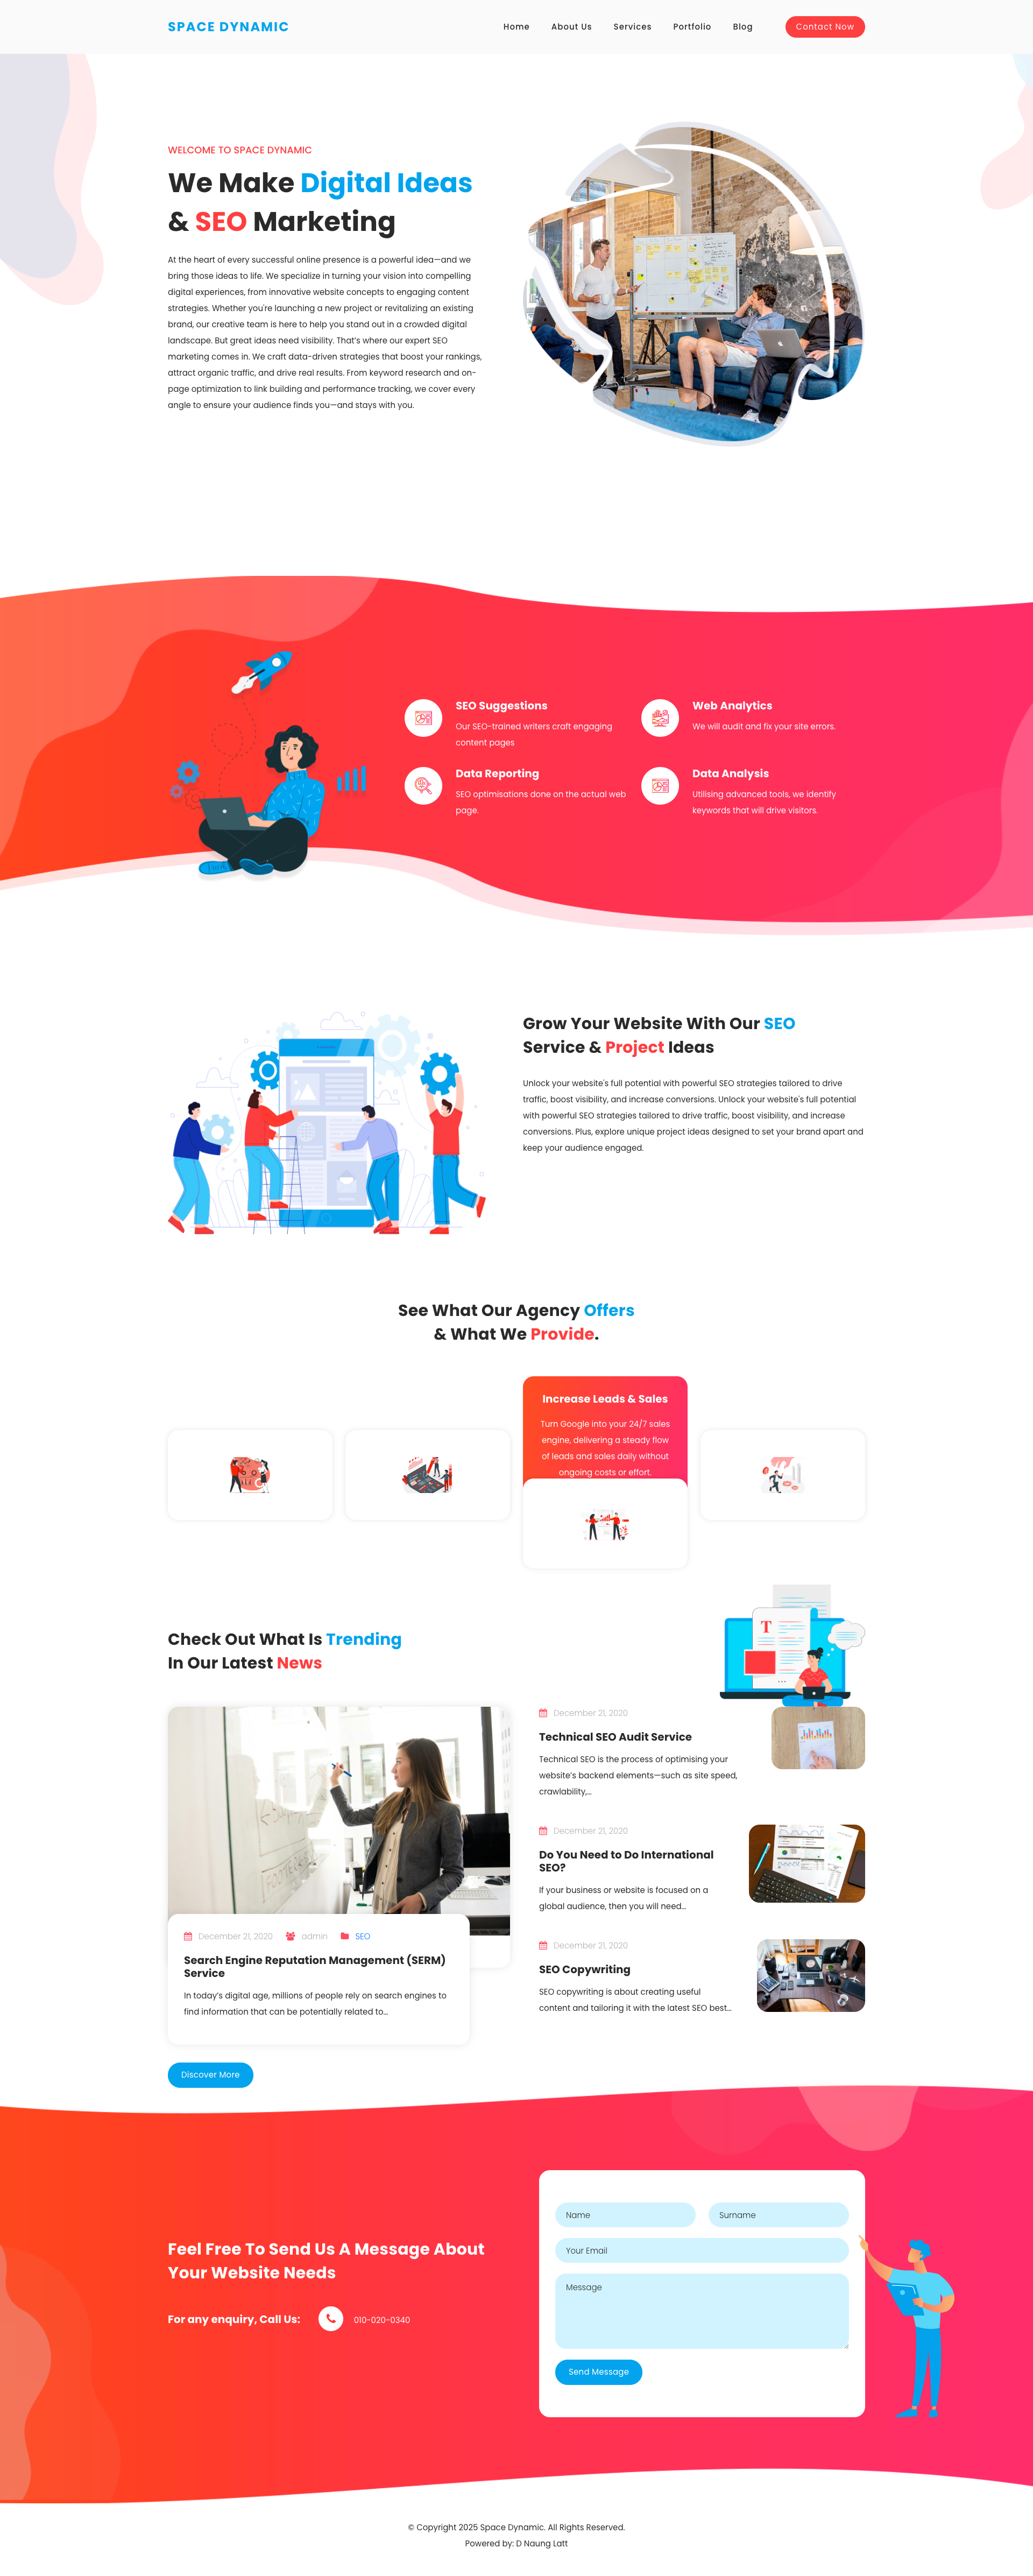 SPACE DYNAMIC
Home About Us Services Portfolio Blog Contact Now
WELCOME TO SPACE DYNAMIC
We Make Digital Ideas
& SEO Marketing
At the heart of every successful online presence is a powerful idea—and we
bring those ideas to life. We specialize in turning your vision into compelling
digital experiences, from innovative website concepts to engaging content
strategies. Whether you're launching a new project or revitalizing an existing
brand, our creative team is here to help you stand out in a crowded digital
landscape. But great ideas need visibility. That's where our expert SEO
marketing comes in. We craft data-driven strategies that boost your rankings,
attract organic traffic, and drive real results. From keyword research and on-
page optimization to link building and performance tracking, we cover every
angle to ensure your audience finds you—and stays with you.
SEO Suggestions
Our SEO-trained writers craft engaging
content pages
Web Analytics
We will audit and fix your site errors.
Data Reporting
SEO optimisations done on the actual web
page.
Data Analysis
Utilising advanced tools, we identify
keywords that will drive visitors.
Grow Your Website With Our SEO
Service & Project Ideas
Unlock your website's full potential with powerful SEO strategies tailored to drive
traffic, boost visibility, and increase conversions. Unlock your website's full potential
with powerful SEO strategies tailored to drive traffic, boost visibility, and increase
conversions. Plus, explore unique project ideas designed to set your brand apart and
keep your audience engaged.
See What Our Agency Offers
& What We Provide.
Increase Leads & Sales
Turn Google into your 24/7 sales
engine, delivering a steady flow
of leads and sales daily without
ongoing costs or effort.
Check Out What Is Trending
In Our Latest News
T
December 21, 2020 admin SEO
Search Engine Reputation Management (SERM)
Service
In today's digital age, millions of people rely on search engines to
find information that can be potentially related to...
Discover More
December 21, 2020
Technical SEO Audit Service
Technical SEO is the process of optimising your
website's backend elements—such as site speed,
crawlability,...
December 21, 2020
Do You Need to Do International
SEO?
If your business or website is focused on a
global audience, then you will need...
December 21, 2020
SEO Copywriting
SEO copywriting is about creating useful
content and tailoring it with the latest SEO best...
Feel Free To Send Us A Message About
Your Website Needs
For any enquiry, Call Us: 010-020-0340
Name Surname
Your Email
Message
Send Message
© Copyright 2025 Space Dynamic. All Rights Reserved.
Powered by: D Naung Latt